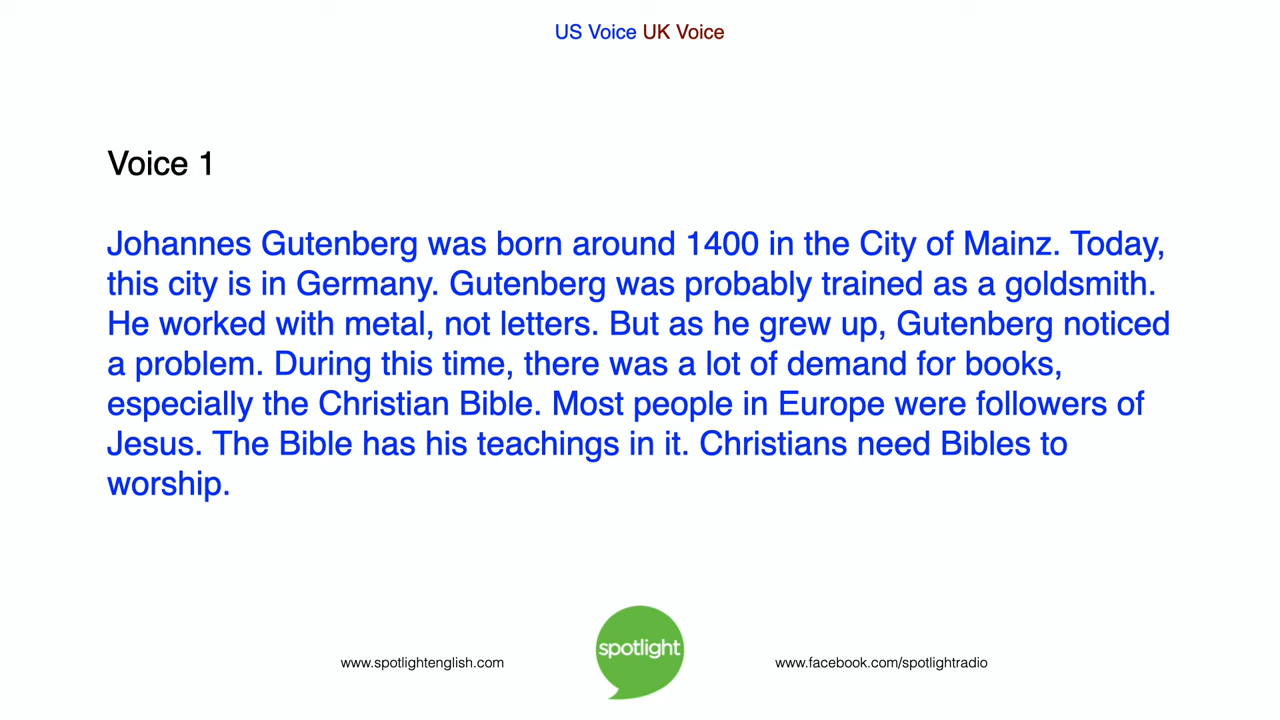 US Voice UK Voice
Voice 1
Johannes Gutenberg was born around 1400 in the City of Mainz. Today,
this city is in Germany. Gutenberg was probably trained as a goldsmith.
He worked with metal, not letters. But as he grew up, Gutenberg noticed
a problem. During this time, there was a lot of demand for books,
especially the Christian Bible. Most people in Europe were followers of
Jesus. The Bible has his teachings in it. Christians need Bibles to
worship.
spotlight
www.spotlightenglish.com
www.facebook.com/spotlightradio